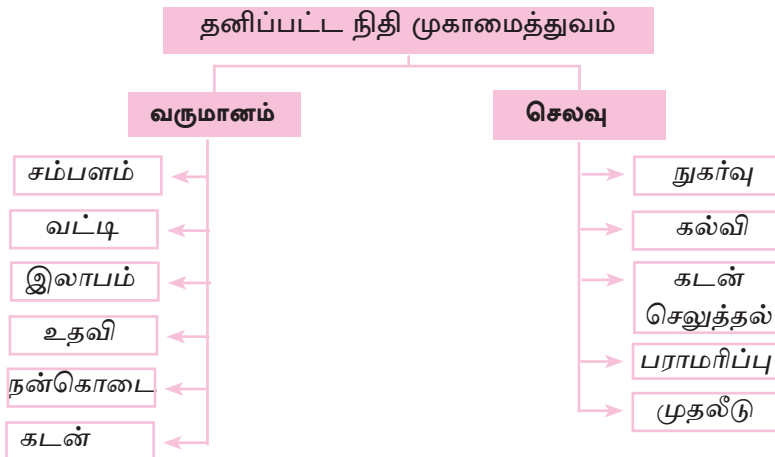 தனிப்பட்ட நிதி முகாமைத்துவம்
வருமானம்
சம்பளம்
வட்டி
இலாபம்
உதவி
நன்கொடை
கடன்
செலவு
நுகர்வு
கல்வி
கடன்
செலுத்தல்
பராமரிப்பு
முதலீடு